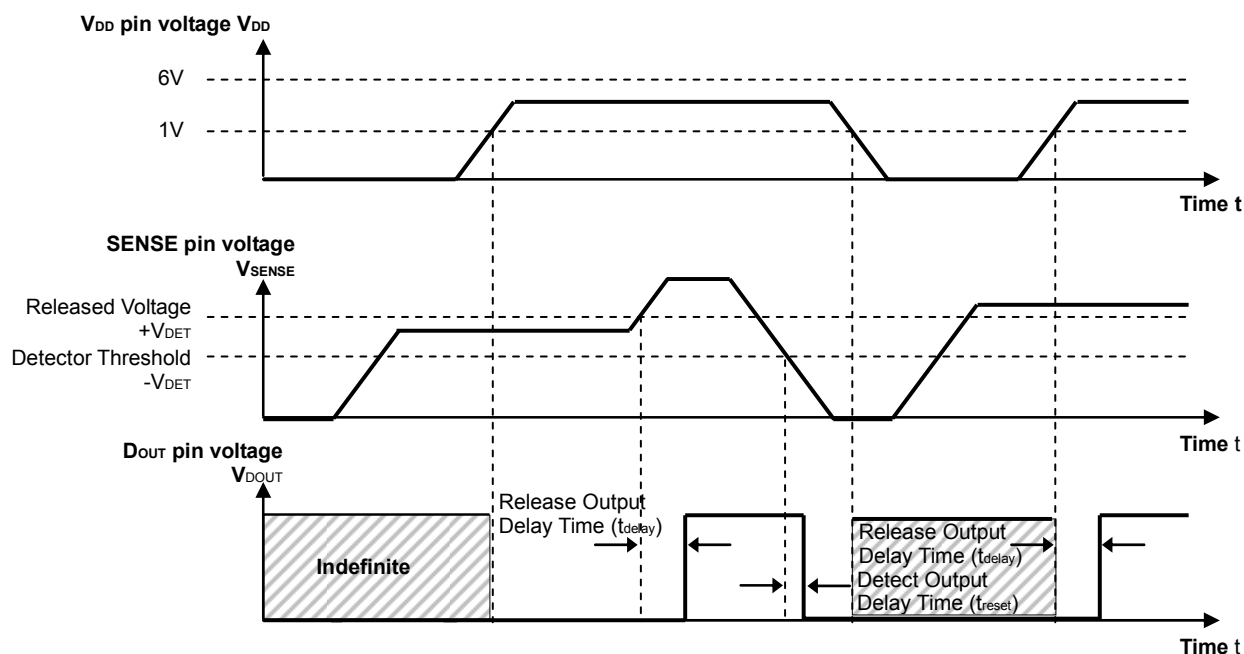 VDD pin voltage VDD
6V
1V
Time t
SENSE pin voltage
VSENSE
Released Voltage
+VDET
Detector Threshold
-VDET
Time t
DOUT pin voltage
VDOUT
Release Output
Delay Time (tdelay)
Indefinite
Release Output
Delay Time (tdelay)
Detect Output
Delay Time (treset)
Time t